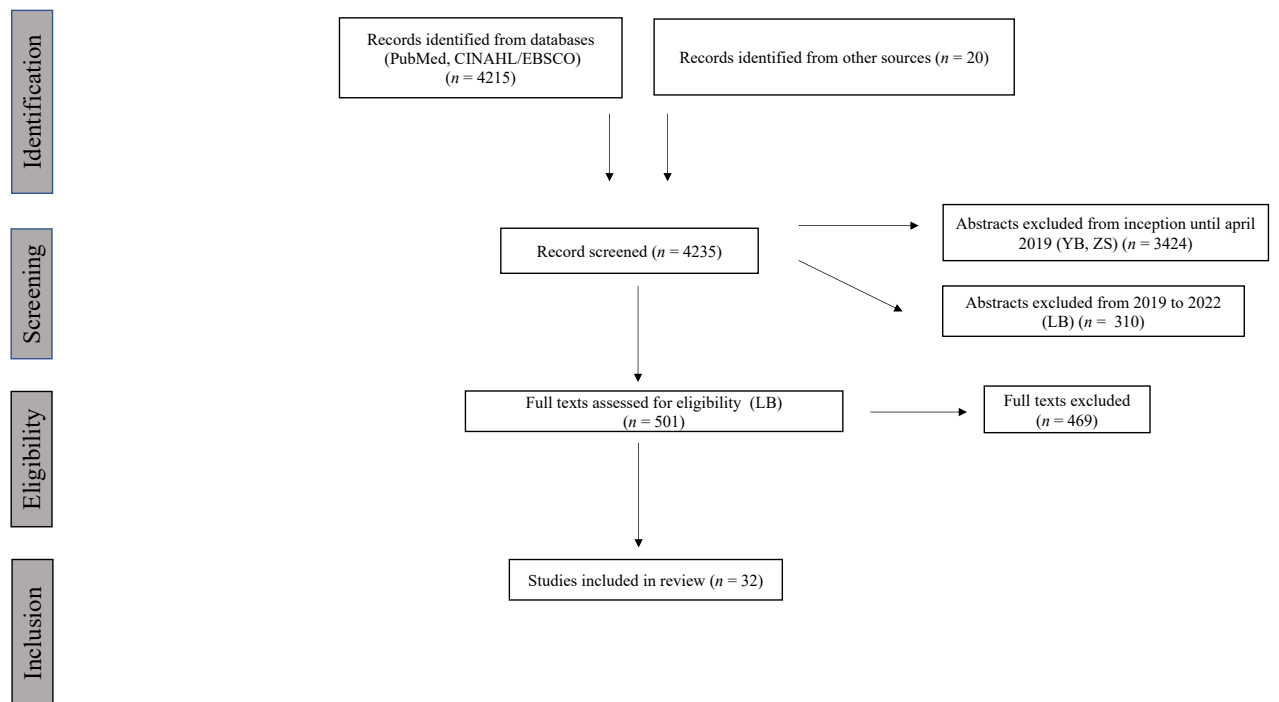 Identification
Records identified from databases
(PubMed, CINAHL/EBSCO)
(n = 4215)
Records identified from other sources (n = 20)
Screening
Record screened (n = 4235)
Abstracts excluded from inception until april
2019 (YB, ZS) (n = 3424)
Abstracts excluded from 2019 to 2022
(LB) (n = 310)
Eligibility
Full texts assessed for eligibility (LB)
(n = 501)
Full texts excluded
(n = 469)
Inclusion
Studies included in review (n = 32)